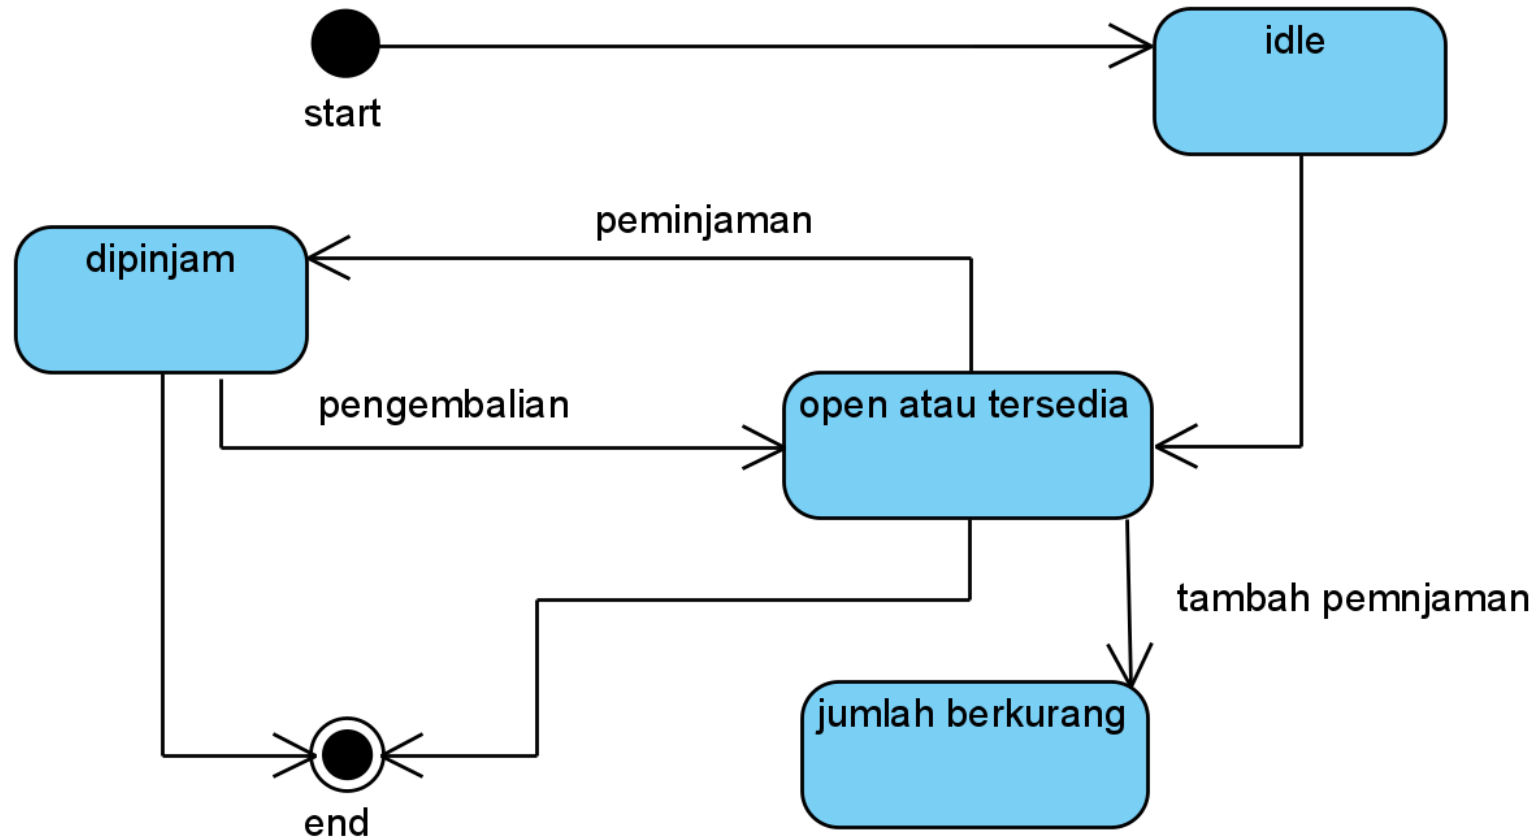 idle
start
peminjaman
dipinjam
pengembalian
open atau tersedia
tambah pemnjaman
jumlah berkurang
end